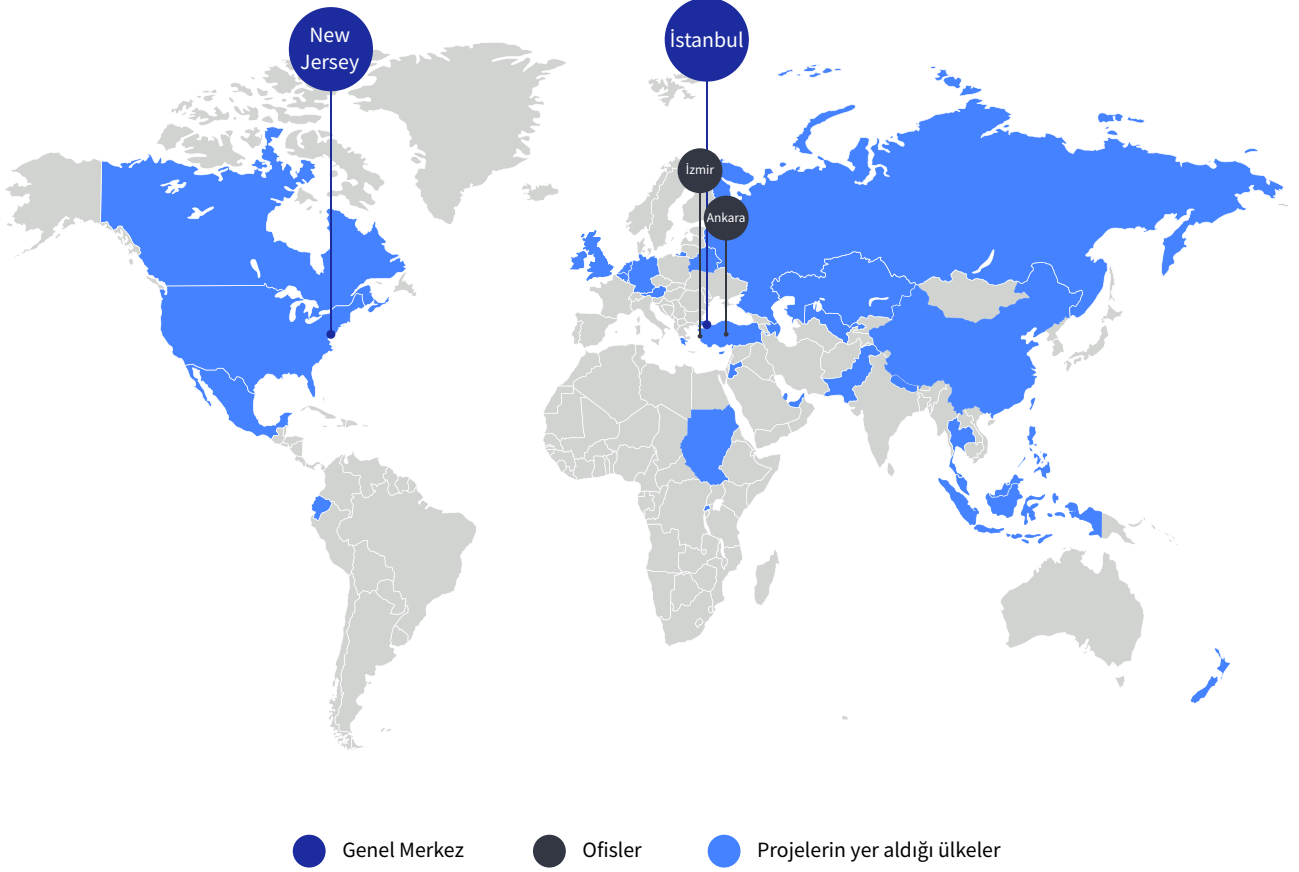 New
Jersey
İstanbul
İzmir
Ankara
Genel Merkez
Ofisler
Projelerin yer aldığı ülkeler